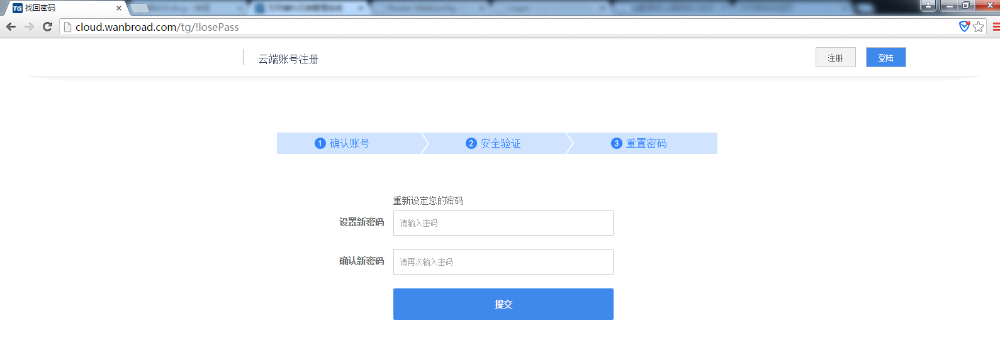 TG 找回密码
cloud.wanbroad.com/tg/!losePass
云端账号注册
注册
登陆
1 确认账号
2 安全验证
3 重置密码
重新设定您的密码
设置新密码
请输入密码
确认新密码
请再次输入密码
提交